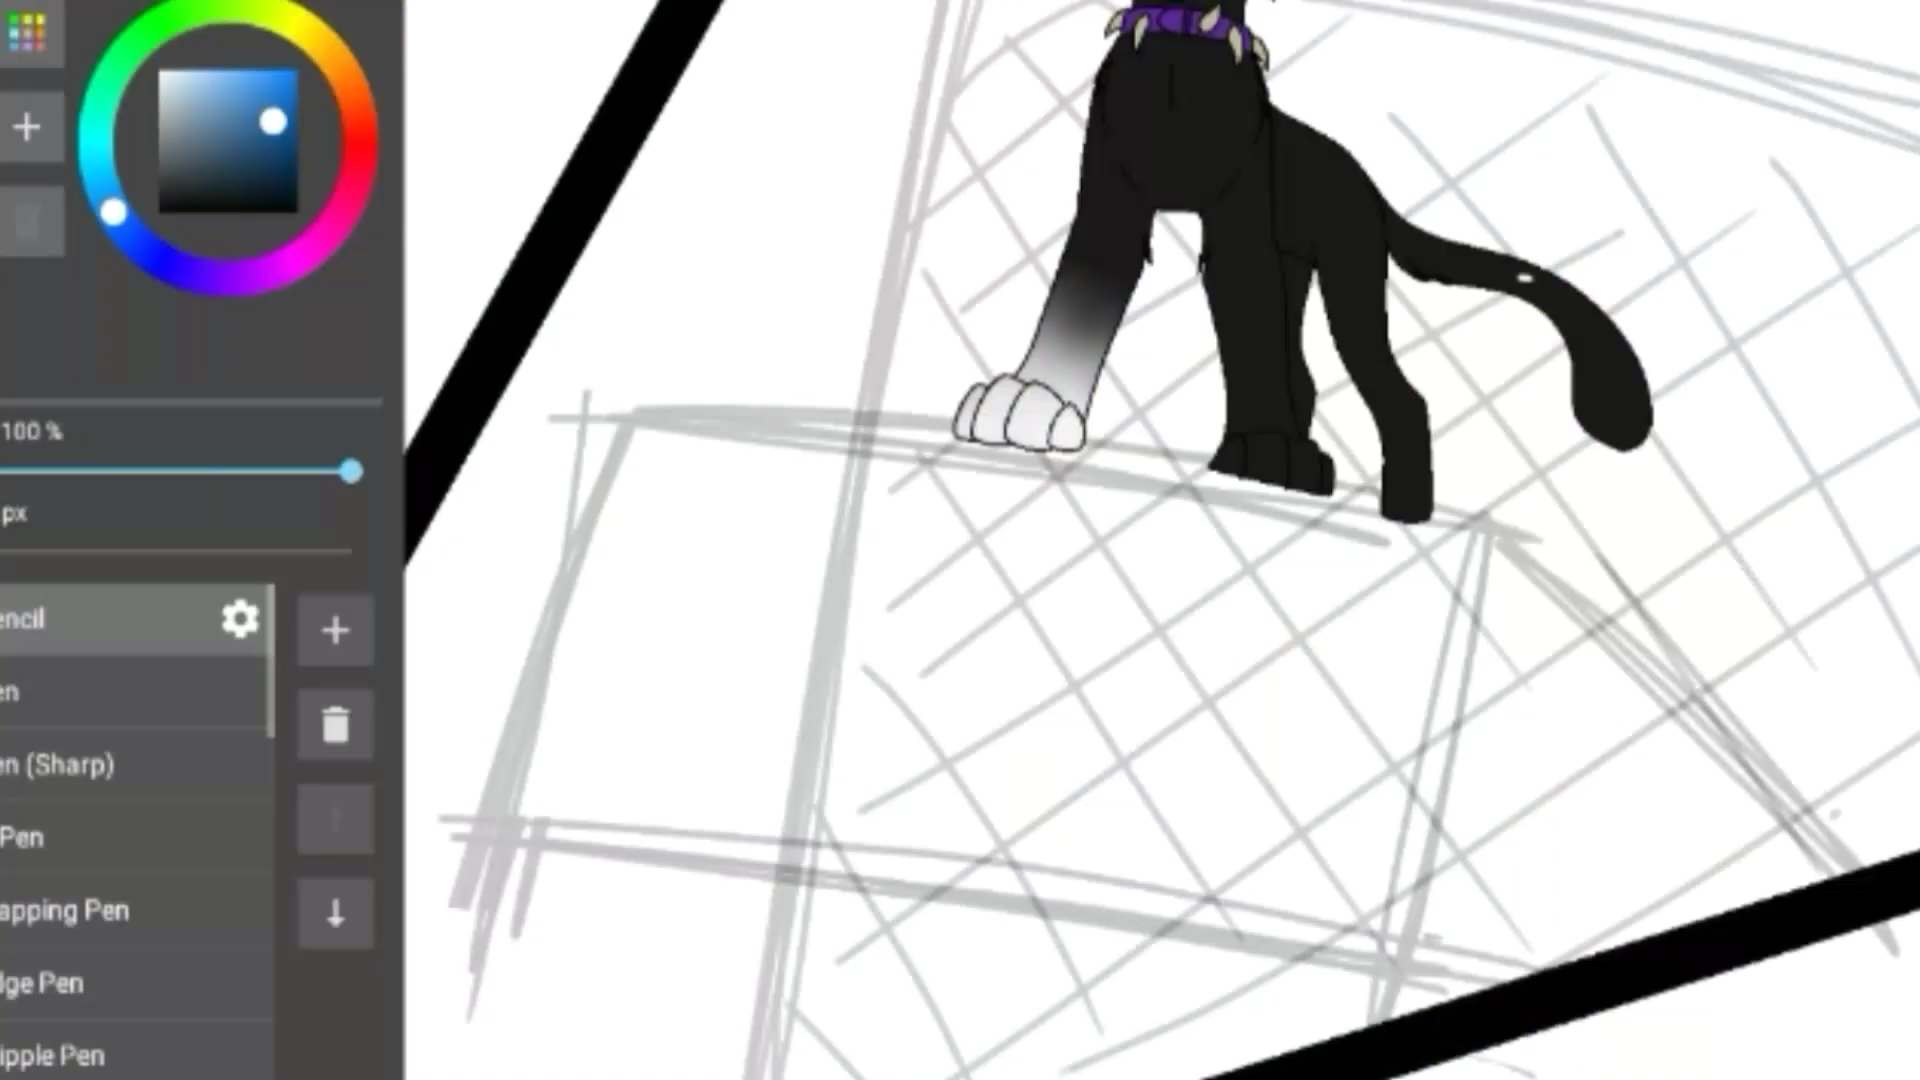 100 %
px
encil
en
en (Sharp)
Pen
apping Pen
dge Pen
ipple Pen